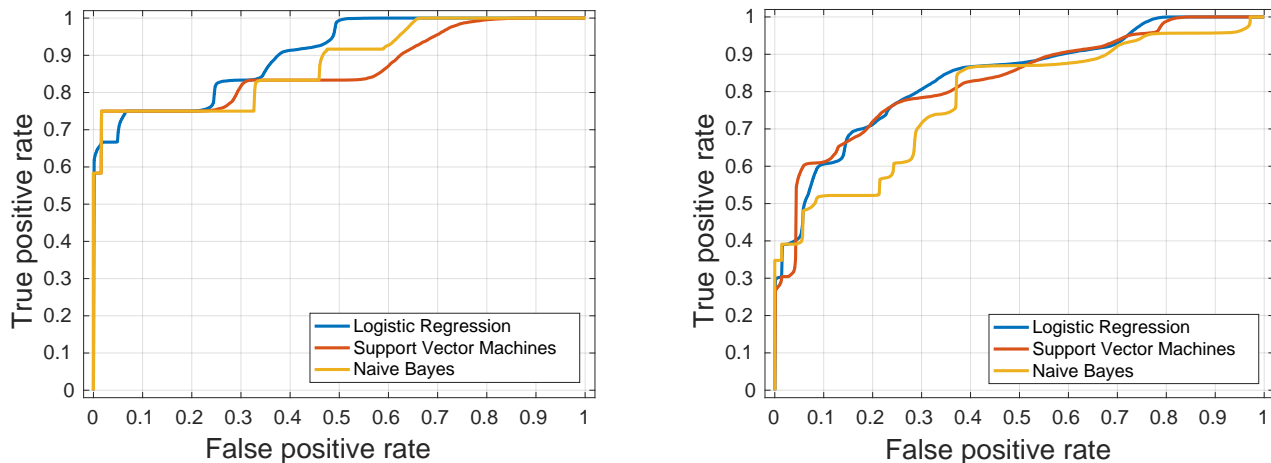 1
0.9
0.8
0.7
0.6
0.5
0.4
0.3
0.2
0.1
0
True positive rate
Logistic Regression
Support Vector Machines
Naive Bayes
0 0.1 0.2 0.3 0.4 0.5 0.6 0.7 0.8 0.9 1
False positive rate
1
0.9
0.8
0.7
0.6
0.5
0.4
0.3
0.2
0.1
0
True positive rate
Logistic Regression
Support Vector Machines
Naive Bayes
0 0.1 0.2 0.3 0.4 0.5 0.6 0.7 0.8 0.9 1
False positive rate